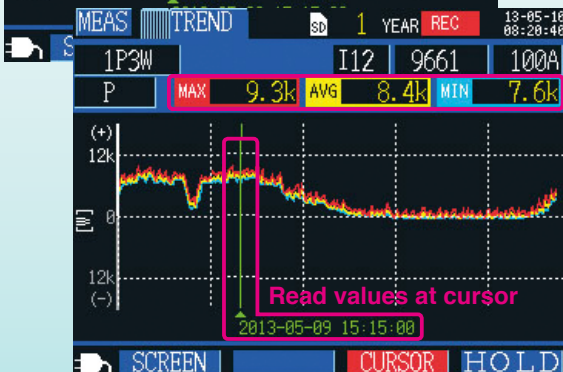 MEAS TREND SD 1 YEAR REC 13-05-10
08:20:40
1P3W I12 9661 100A
P MAX 9.3k AVG 8.4k MIN 7.6k
(+)
12k
[W] 0
12k
(-)
Read values at cursor
2013-05-09 15:15:00
SCREEN CURSOR HOLD